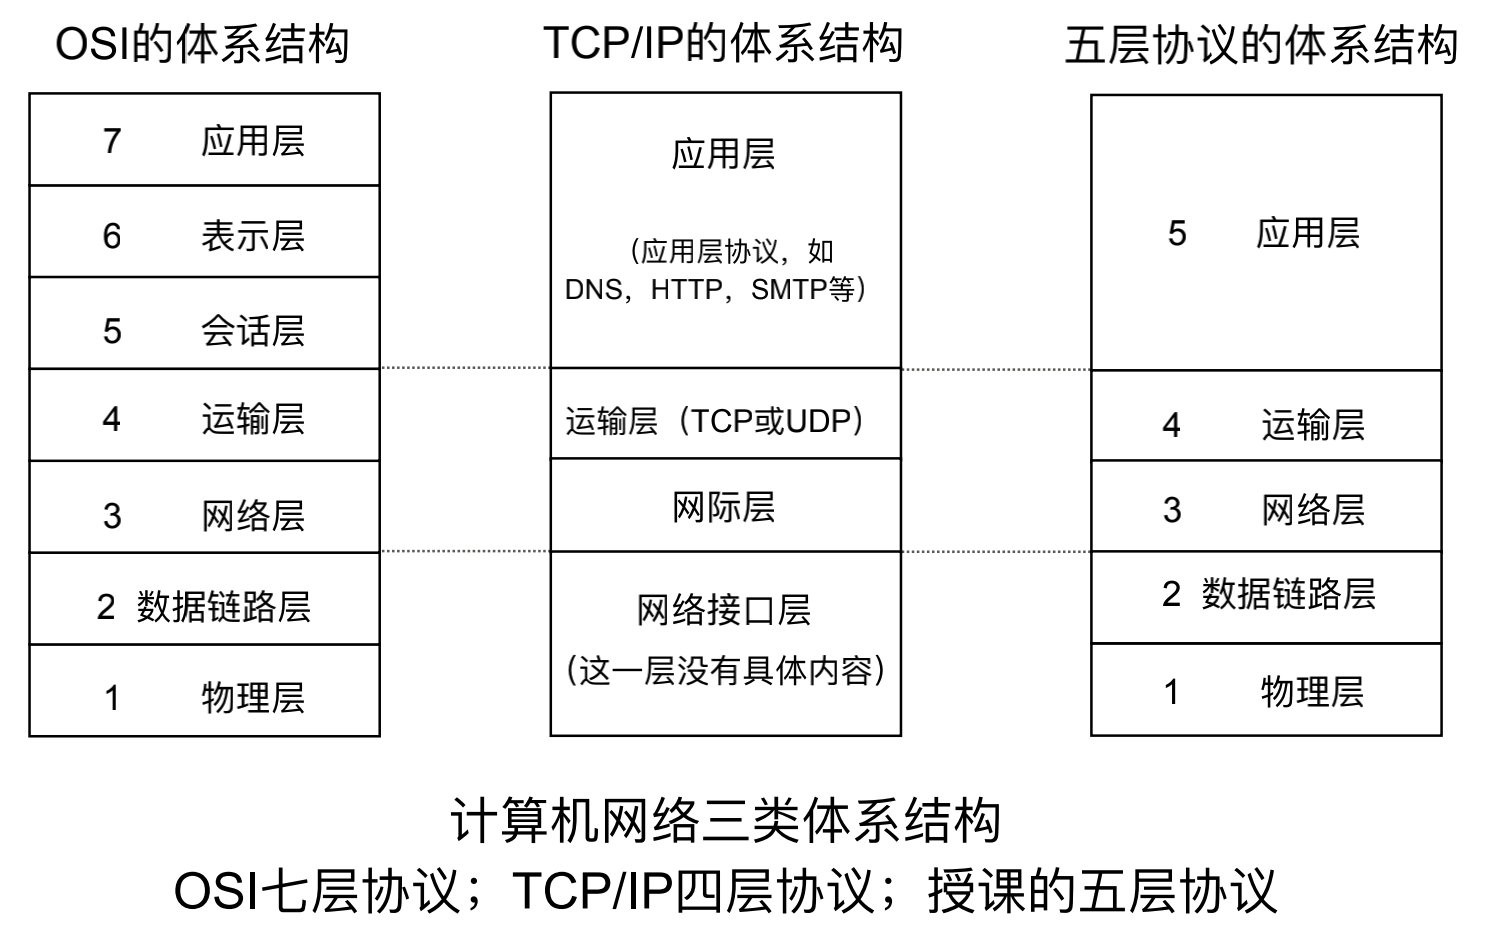 OSI的体系结构
7 应用层
6 表示层
5 会话层
4 运输层
3 网络层
2 数据链路层
1 物理层
TCP/IP的体系结构
应用层
（应用层协议，如
DNS，HTTP，SMTP等）
运输层（TCP或UDP）
网际层
网络接口层
（这一层没有具体内容）
五层协议的体系结构
5 应用层
4 运输层
3 网络层
2 数据链路层
1 物理层
计算机网络三类体系结构
OSI七层协议；TCP/IP四层协议；授课的五层协议